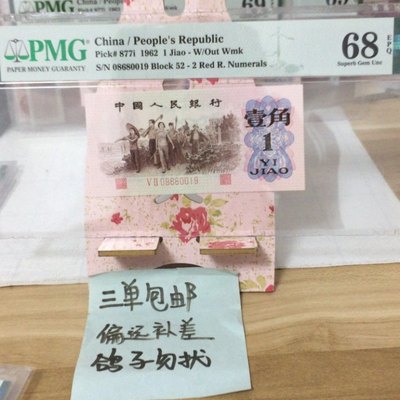 PMG
PAPER MONEY GUARANTY
China / People's Republic
Pick# 877i 1962 1 Jiao - W/Out Wmk
S/N 08680019 Block 52 - 2 Red R. Numerals
68
EPQ
Superb Gem Unc
中國人民銀行
壹角
1
YI
JIAO
VII 08680019
三单包邮
偏远补差
鸽子勿扰